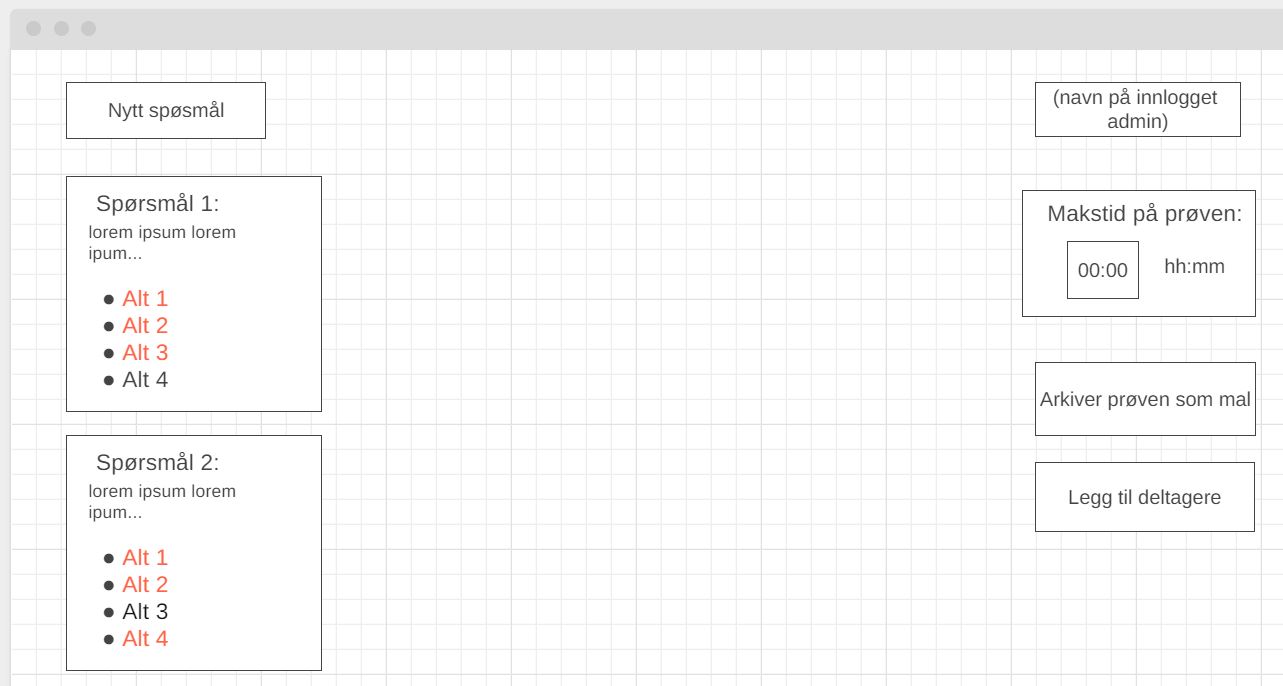 Nytt spøsmål
(navn på innlogget
admin)
Spørsmål 1:
lorem ipsum lorem
ipum...
Alt 1
Alt 2
Alt 3
Alt 4
Makstid på prøven:
00:00
hh:mm
Arkiver prøven som mal
Legg til deltagere
Spørsmål 2:
lorem ipsum lorem
ipum...
Alt 1
Alt 2
Alt 3
Alt 4